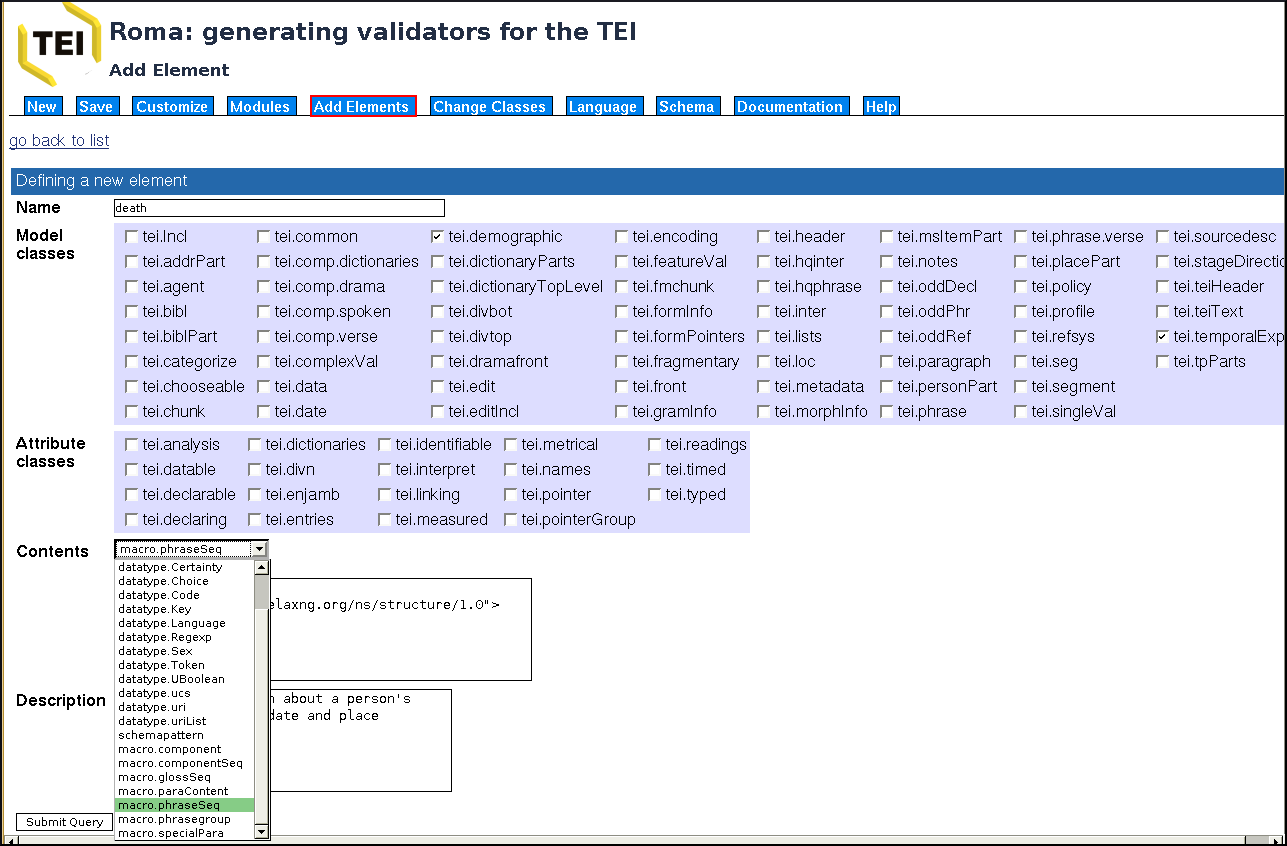 TEI
Roma: generating validators for the TEI
Add Element
New Save Customize Modules Add Elements Change Classes Language Schema Documentation Help
go back to list
Defining a new element
Name death
Model classes
tei.Incl tei.common tei.demographic tei.encoding tei.header tei.msItemPart tei.phrase.verse tei.sourcedesc
tei.addrPart tei.comp.dictionaries tei.dictionaryParts tei.featureVal tei.hqinter tei.notes tei.placePart tei.stageDirectic
tei.agent tei.comp.drama tei.dictionaryTopLevel tei.fmchunk tei.hqphrase tei.oddDecl tei.policy tei.teiHeader
tei.bibl tei.comp.spoken tei.divbot tei.formInfo tei.inter tei.oddPhr tei.profile tei.teiText
tei.biblPart tei.comp.verse tei.divtop tei.formPointers tei.lists tei.oddRef tei.refsys tei.temporalExp
tei.categorize tei.complexVal tei.dramafront tei.fragmentary tei.loc tei.paragraph tei.seg tei.tpParts
tei.chooseable tei.data tei.edit tei.front tei.metadata tei.personPart tei.segment
tei.chunk tei.date tei.editIncl tei.gramInfo tei.morphInfo tei.phrase tei.singleVal
Attribute classes
tei.analysis tei.dictionaries tei.identifiable tei.metrical tei.readings
tei.datable tei.divn tei.interpret tei.names tei.timed
tei.declarable tei.enjamb tei.linking tei.pointer tei.typed
tei.declaring tei.entries tei.measured tei.pointerGroup
Contents macro.phraseSeq
datatype.Certainty
datatype.Choice
datatype.Code
datatype.Key
datatype.Language
datatype.Regexp
datatype.Sex
datatype.Token
datatype.UBoolean
datatype.ucs
datatype.uri
datatype.uriList
schemapattern
macro.component
macro.componentSeq
macro.glossSeq
macro.paraContent
macro.phraseSeq
macro.phrasegroup
macro.specialPara
elaxng.org/ns/structure/1.0">
Description
about a person's
date and place
Submit Query